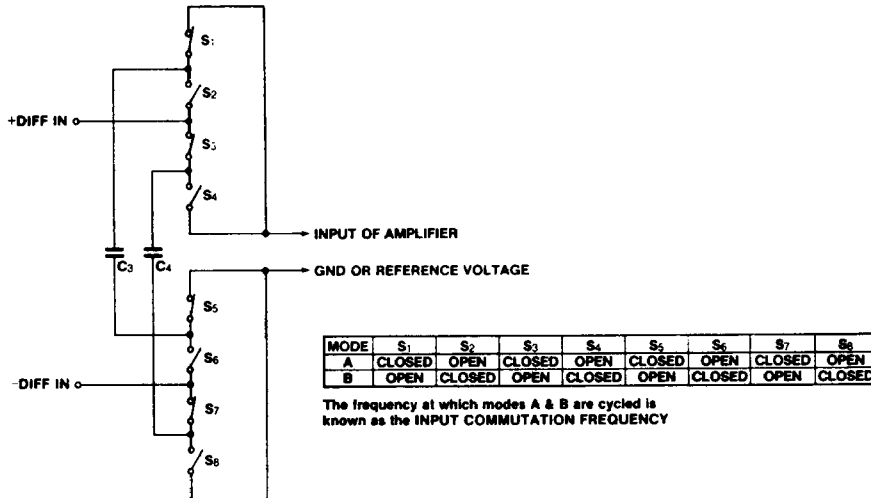 S1
S2
+DIFF IN
S3
S4
INPUT OF AMPLIFIER
C3 C4
GND OR REFERENCE VOLTAGE
S5
S6
-DIFF IN
S7
S8
MODE S1 S2 S3 S4 S5 S6 S7 S8
A CLOSED OPEN CLOSED OPEN CLOSED OPEN CLOSED OPEN
B OPEN CLOSED OPEN CLOSED OPEN CLOSED OPEN CLOSED
The frequency at which modes A & B are cycled is
known as the INPUT COMMUTATION FREQUENCY